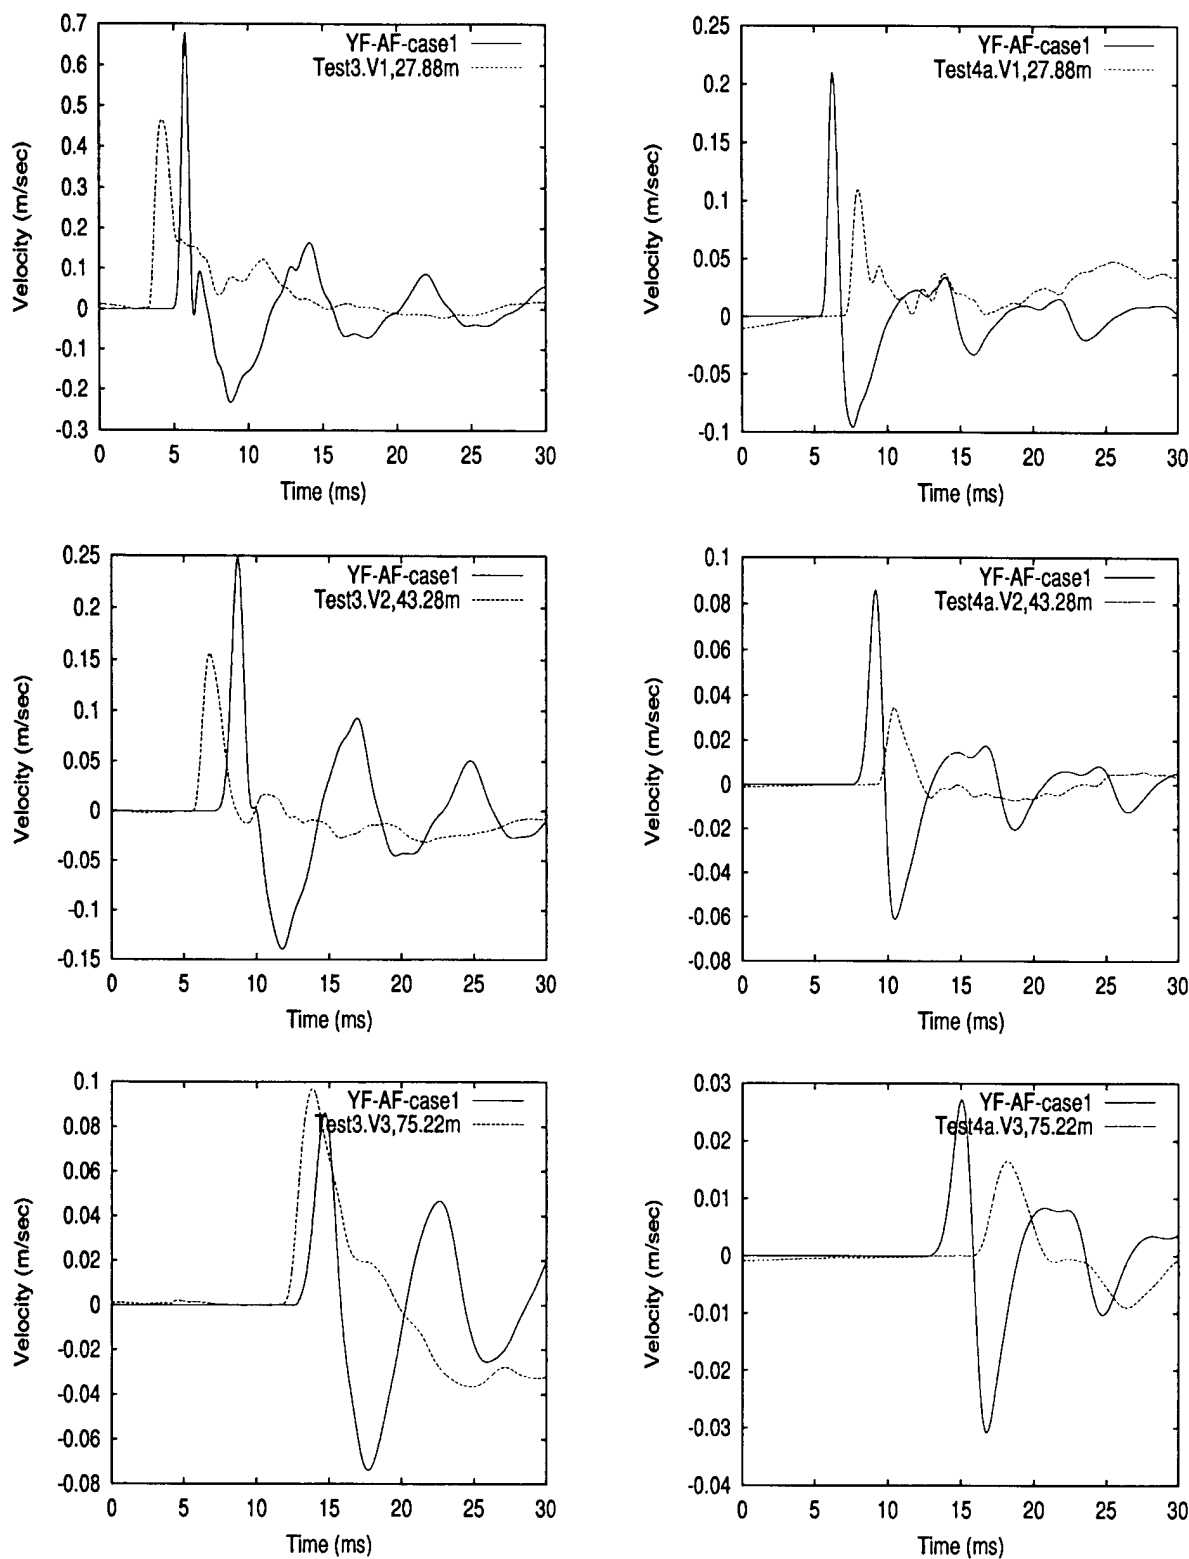 0.7
0.6
0.5
0.4
0.3
0.2
0.1
0
-0.1
-0.2
-0.3
Velocity (m/sec)
YF-AF-case1
Test3.V1,27.88m
0 5 10 15 20 25 30
Time (ms)
0.25
0.2
0.15
0.1
0.05
0
-0.05
-0.1
Velocity (m/sec)
YF-AF-case1
Test4a.V1,27.88m
0 5 10 15 20 25 30
Time (ms)
0.25
0.2
0.15
0.1
0.05
0
-0.05
-0.1
-0.15
Velocity (m/sec)
YF-AF-case1
Test3.V2,43.28m
0 5 10 15 20 25 30
Time (ms)
0.1
0.08
0.06
0.04
0.02
0
-0.02
-0.04
-0.06
-0.08
Velocity (m/sec)
YF-AF-case1
Test4a.V2,43.28m
0 5 10 15 20 25 30
Time (ms)
0.1
0.08
0.06
0.04
0.02
0
-0.02
-0.04
-0.06
-0.08
Velocity (m/sec)
YF-AF-case1
Test3.V3,75.22m
0 5 10 15 20 25 30
Time (ms)
0.03
0.02
0.01
0
-0.01
-0.02
-0.03
-0.04
Velocity (m/sec)
YF-AF-case1
Test4a.V3,75.22m
0 5 10 15 20 25 30
Time (ms)